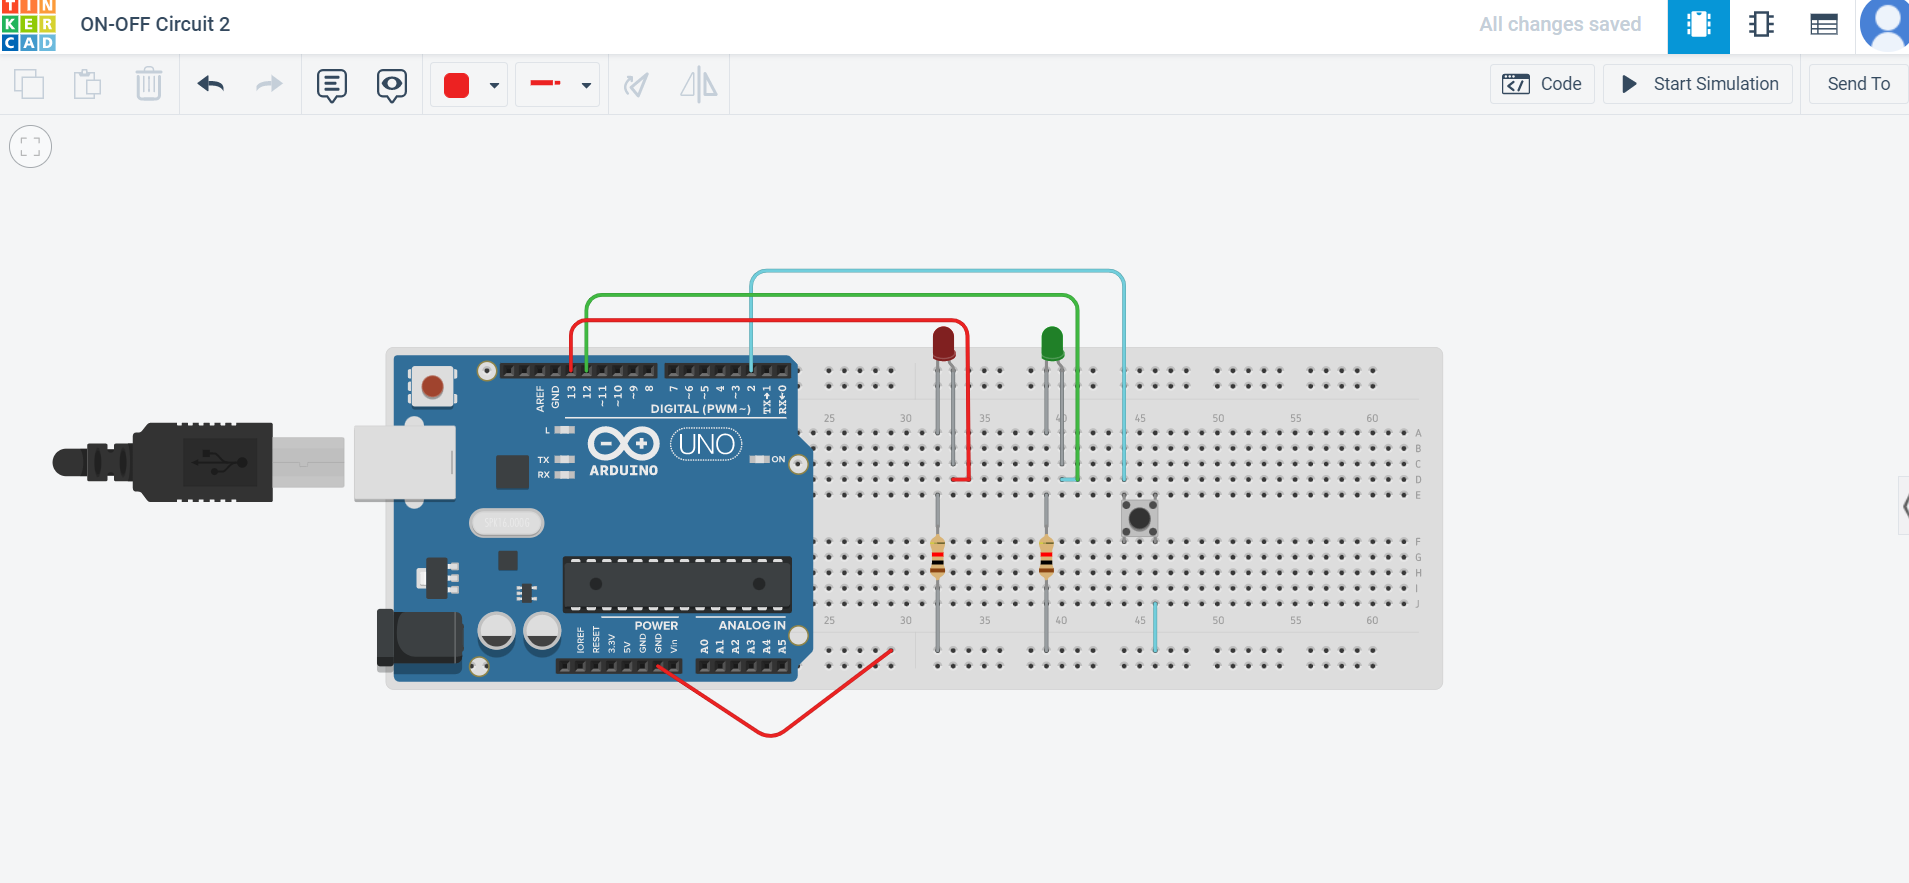 TIN
KER
CAD
ON-OFF Circuit 2
All changes saved
Code
Start Simulation
Send To
AREF
GND
13
12
~11
~10
~9
8
7
~6
~5
4
~3
2
TX→1
RX←0
DIGITAL (PWM~)
L
TX
RX
ARDUINO
UNO
ON
25 30 35 40 45 50 55 60
A
B
C
D
E
F
G
H
I
J
25 30 35 40 45 50 55 60
POWER
ANALOG IN
IOREF
RESET
3.3V
5V
GND
GND
Vin
A0
A1
A2
A3
A4
A5